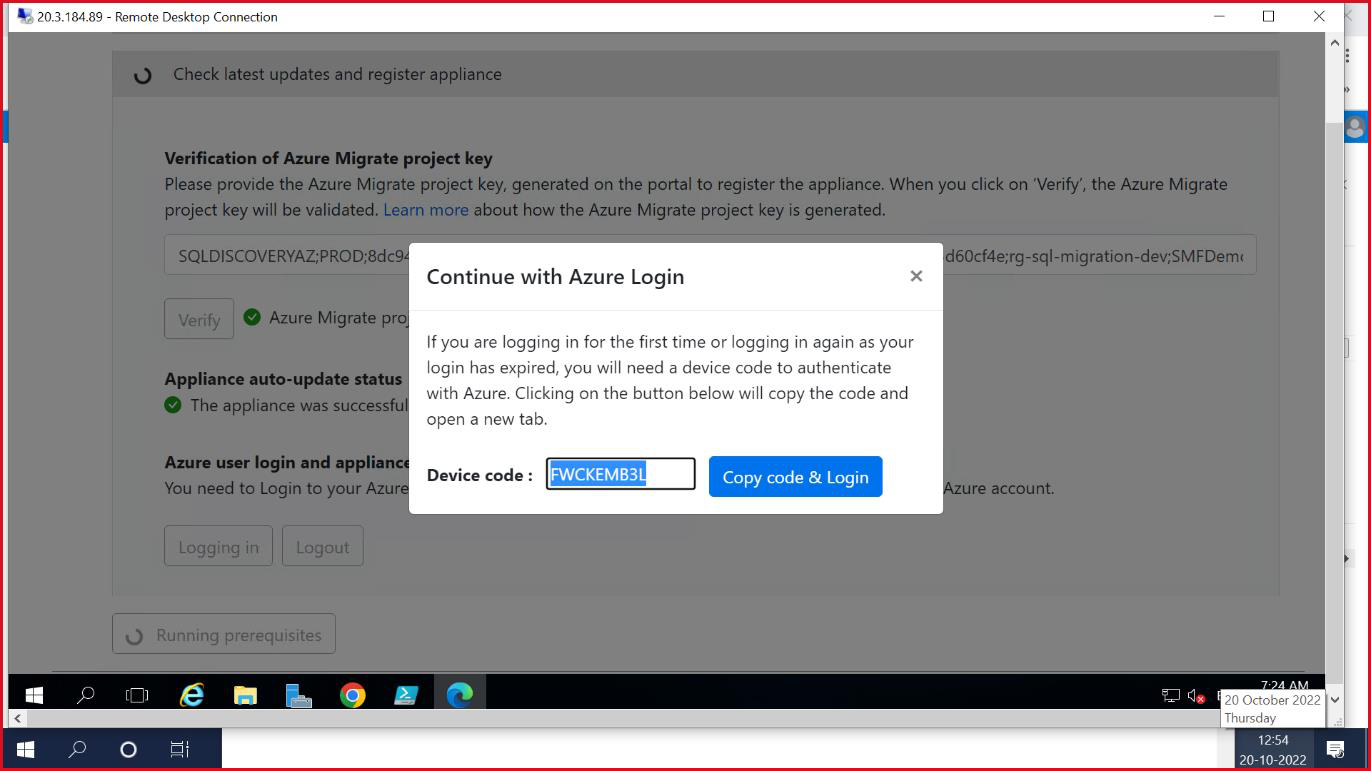 20.3.184.89 - Remote Desktop Connection
Check latest updates and register appliance
Verification of Azure Migrate project key
Please provide the Azure Migrate project key, generated on the portal to register the appliance. When you click on ‘Verify’, the Azure Migrate
project key will be validated. Learn more about how the Azure Migrate project key is generated.
SQLDISCOVERYAZ;PROD;8dc94 d60cf4e;rg-sql-migration-dev;SMFDemo
Continue with Azure Login ×
Verify Azure Migrate proj
If you are logging in for the first time or logging in again as your
login has expired, you will need a device code to authenticate
with Azure. Clicking on the button below will copy the code and
open a new tab.
Appliance auto-update status
The appliance was successful
Azure user login and appliance
You need to Login to your Azure Azure account.
Device code : FWCKEMB3L Copy code & Login
Logging in Logout
Running prerequisites
7:24 AM
20 October 2022
Thursday
12:54
20-10-2022